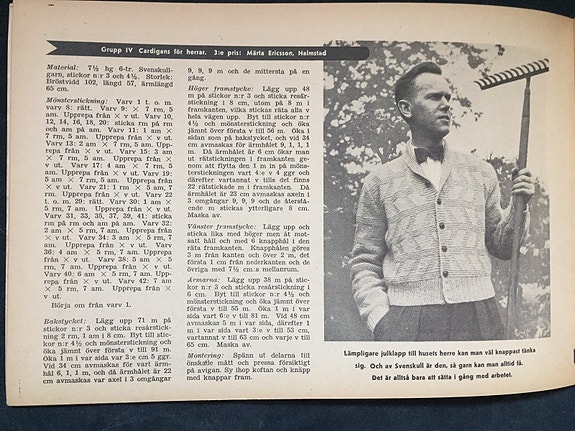 Grupp IV Cardigans för herrar. 3:e pris: Märta Ericsson, Halmstad
Material: 7½ hg 6-tr. Svenskull-
garn, stickor n:r 3 och 4½. Storlek:
Bröstvidd 102, längd 57, ärmlängd
65 cm.
Mönsterstickning: Varv 1 t. o. m.
varv 8: rätt. Varv 9: × 7 rm, 5
am. Upprepa från × v ut. Varv 10,
12, 14, 16, 18, 20: sticka rm på rm
och am på am. Varv 11: 1 am ×
7 rm, 5 am. Upprepa från × v ut.
Varv 13: 2 am × 7 rm, 5 am. Upp-
repa från × v ut. Varv 15: 3 am
× 7 rm, 5 am. Upprepa från ×
v ut. Varv 17: 4 am × 7 rm, 5
am. Upprepa från × v ut. Varv 19:
5 am × 7 rm, 5 am. Upprepa från
× v ut. Varv 21: 1 rm × 5 am, 7
rm. Upprepa från × v ut. Varv 22
t. o. m. 29: rätt. Varv 30: 1 am ×
5 rm, 7 am. Upprepa från × v ut.
Varv 31, 33, 35, 37, 39, 41: sticka
rm på rm och am på am. Varv 32:
2 am × 5 rm, 7 am. Upprepa från
× v ut. Varv 34: 3 am × 5 rm,
7 am. Upprepa från × v ut. Varv
36: 4 am × 5 rm, 7 am. Upprepa
från × v ut. Varv 38: 5 am × 5
rm, 7 am. Upprepa från × v ut.
Varv 40: 6 am × 5 rm, 7 am. Upp-
repa från × v ut. Varv 42: 7 am
× 5 rm, 7 am. Upprepa från ×
v ut.
Börja om från varv 1.
Bakstycket: Lägg upp 71 m på
stickor n:r 3 och sticka resårstick-
ning 2 rm, 1 am i 8 cm. Byt till stic-
kor n:r 4½ och mönsterstickning och
öka jämnt över första v till 91 m.
Öka 1 m i var sida var 3:e cm 5 ggr.
Vid 34 cm avmaskas för vart ärm-
hål 6, 1, 1 m, och då ärmhålet är 22
cm avmaskas var axel i 3 omgångar
9, 9, 9 m och de mittersta på en
gång.
Höger framstycke: Lägg upp 48
m på stickor n:r 3 och sticka resår-
stickning i 8 cm, utom på 8 m i
framkanten, vilka stickas räta alla v
hela vägen upp. Byt till stickor n:r
4½ och mönsterstickning och öka
jämnt över första v till 56 m. Öka i
sidan som på bakstycket, och vid 34
cm avmaskas för ärmhålet 9, 1, 1, 1
m. Då ärmhålet är 6 cm ökar man
ut rätstickningen i framkanten ge-
nom att flytta den 1 m in på möns-
terstickningen vart 4:e v 4 ggr och
därefter vartannat v tills det finns
22 rätstickade m i framkanten. Då
ärmhålet är 23 cm avmaskas axeln i
3 omgångar 9, 9, 9 och de återstå-
ende m stickas ytterligare 8 cm.
Maska av.
Vänster framstycke: Lägg upp och
sticka lika med höger men åt mot-
satt håll och med 6 knapphål i den
räta framkanten. Knapphålen göres
3 m från kanten och över 2 m, det
första 1 cm från nederkanten och de
övriga med 7½ cm:s mellanrum.
Ärmarna: Lägg upp 38 m på stic-
kor n:r 3 och sticka resårstickning i
6 cm. Byt till stickor n:r 4½ och
mönsterstickning och öka jämnt över
första v till 55 m. Öka 1 m i var
sida vart 6:e v till 81 m. Vid 48 cm
avmaskas 5 m i var sida, därefter 1
m i var sida vart 3:e v till 53 cm,
vartannat v till 63 cm och varje v till
65 cm. Maska av.
Montering: Spänn ut delarna till
önskade mått och pressa försiktigt
på avigan. Sy ihop koftan och knäpp
med knappar fram.
Lämpligare julklapp till husets herre kan man väl knappast tänka
sig. Och av Svenskull är den, så garn kan man alltid få.
Det är alltså bara att sätta i gång med arbetet.